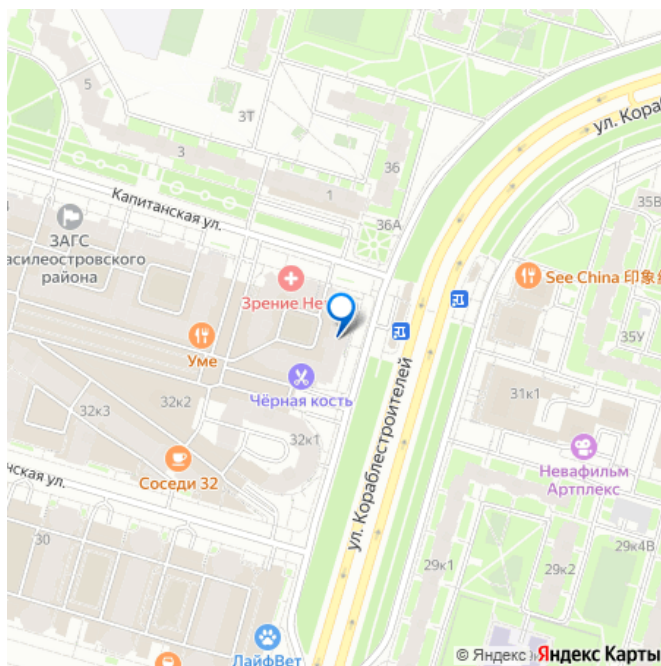 5
3Т
ул. Кораб
3
36
Капитанская ул.
1
36А
35В
ЗАГС
асилеостровского
района
Зрение Не
See China 印象
35У
Уме
31к1
Чёрная кость
32к3
32к2
32к1
ул. Кораблестроителей
Невафильм
Артплекс
Соседи 32
нская ул.
30
29к1
29к2
29к4В
ЛайфВет
© Яндекс
Яндекс Карты